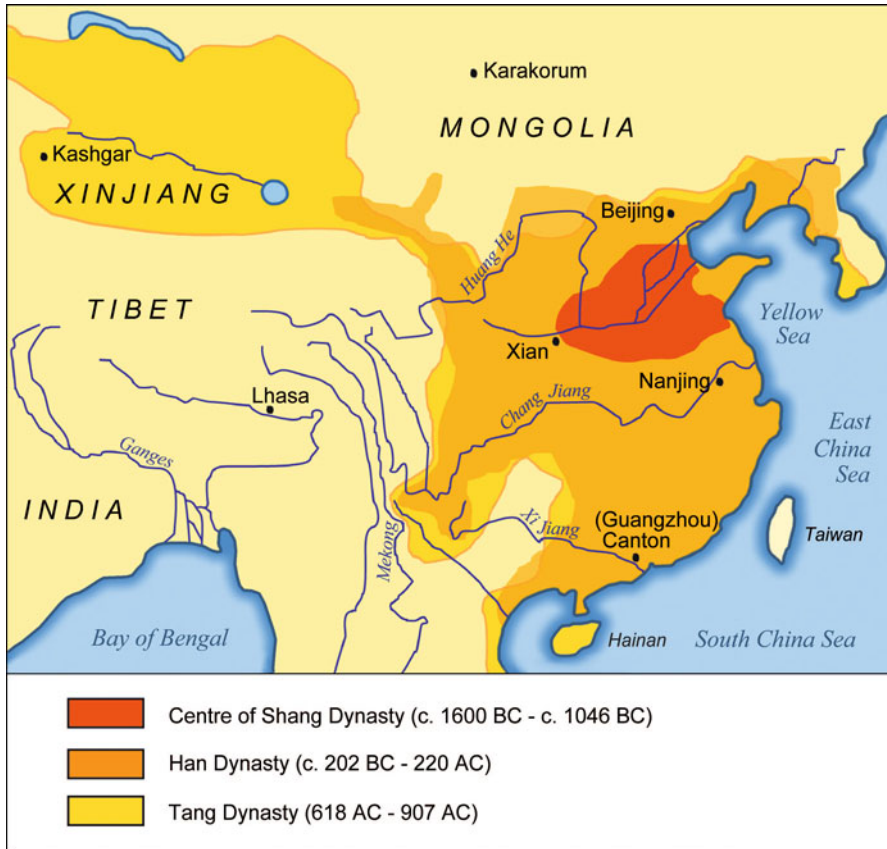 Karakorum
MONGOLIA
Kashgar
XINJIANG
Beijing
Huang He
TIBET
Yellow
Sea
Xian
Nanjing
Lhasa
Chang Jiang
East
China
Sea
Ganges
INDIA
Xi Jiang
(Guangzhou)
Canton
Taiwan
Mekong
Bay of Bengal
Hainan
South China Sea
Centre of Shang Dynasty (c. 1600 BC - c. 1046 BC)
Han Dynasty (c. 202 BC - 220 AC)
Tang Dynasty (618 AC - 907 AC)